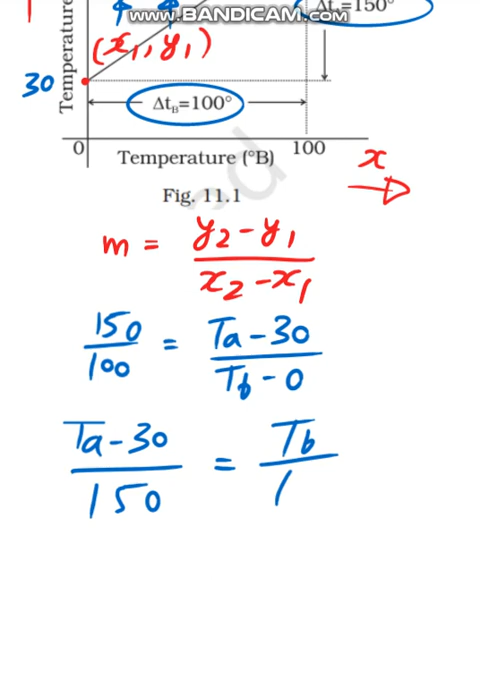 www.BANDICAM.com
Δt_A=150°
(x₁, y₁)
Temperature
30
Δt_B=100°
0
Temperature (°B)
100
x
Fig. 11.1
m = (y₂ - y₁)/(x₂ - x₁)
150/100 = (Ta - 30)/(Tb - 0)
(Ta - 30)/150 = Tb/1